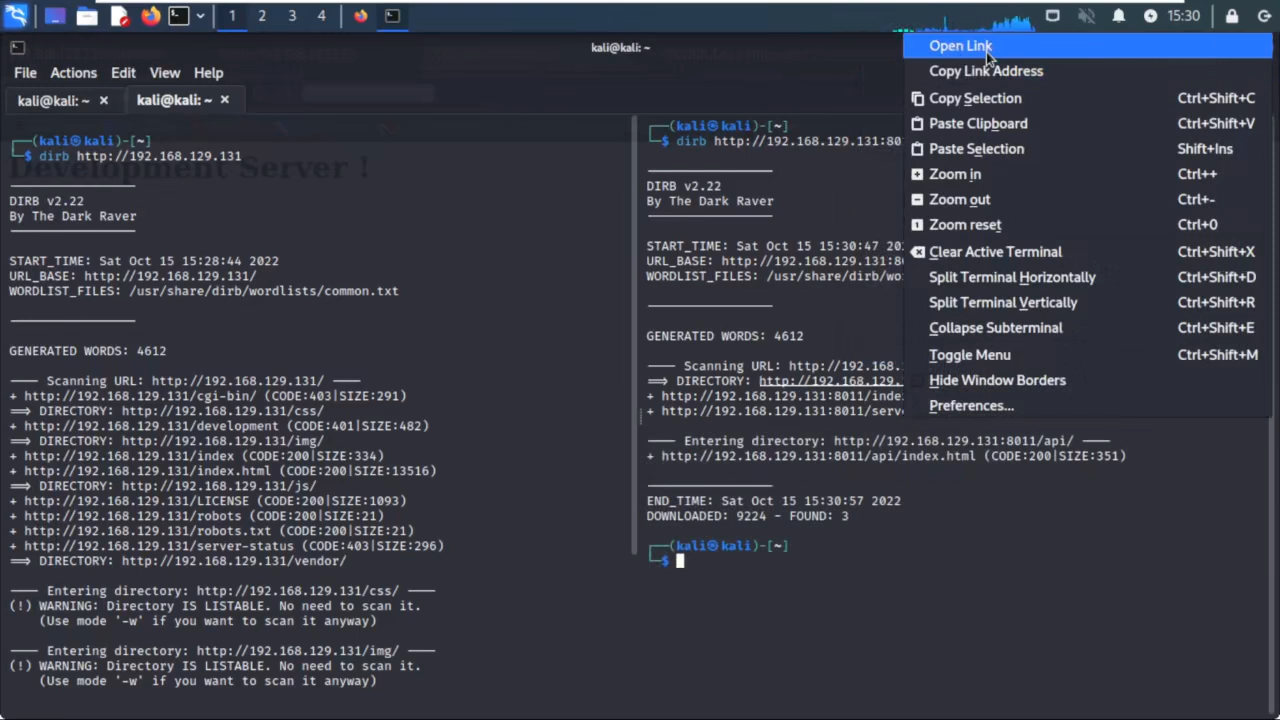 1 2 3 4 15:30
kali@kali: ~
File Actions Edit View Help
kali@kali: ~ × kali@kali: ~ ×
Development Server !
┌──(kali㉿kali)-[~]
└─$ dirb http://192.168.129.131
DIRB v2.22
By The Dark Raver
START_TIME: Sat Oct 15 15:28:44 2022
URL_BASE: http://192.168.129.131/
WORDLIST_FILES: /usr/share/dirb/wordlists/common.txt
GENERATED WORDS: 4612
—— Scanning URL: http://192.168.129.131/ ——
+ http://192.168.129.131/cgi-bin/ (CODE:403|SIZE:291)
==> DIRECTORY: http://192.168.129.131/css/
+ http://192.168.129.131/development (CODE:401|SIZE:482)
==> DIRECTORY: http://192.168.129.131/img/
+ http://192.168.129.131/index (CODE:200|SIZE:334)
+ http://192.168.129.131/index.html (CODE:200|SIZE:13516)
==> DIRECTORY: http://192.168.129.131/js/
+ http://192.168.129.131/LICENSE (CODE:200|SIZE:1093)
+ http://192.168.129.131/robots (CODE:200|SIZE:21)
+ http://192.168.129.131/robots.txt (CODE:200|SIZE:21)
+ http://192.168.129.131/server-status (CODE:403|SIZE:296)
==> DIRECTORY: http://192.168.129.131/vendor/
—— Entering directory: http://192.168.129.131/css/ ——
(!) WARNING: Directory IS LISTABLE. No need to scan it.
(Use mode '-w' if you want to scan it anyway)
—— Entering directory: http://192.168.129.131/img/ ——
(!) WARNING: Directory IS LISTABLE. No need to scan it.
(Use mode '-w' if you want to scan it anyway)
┌──(kali㉿kali)-[~]
└─$ dirb http://192.168.129.131:80
DIRB v2.22
By The Dark Raver
START_TIME: Sat Oct 15 15:30:47 20
URL_BASE: http://192.168.129.131:8
WORDLIST_FILES: /usr/share/dirb/wo
GENERATED WORDS: 4612
—— Scanning URL: http://192.168.
==> DIRECTORY: http://192.168.129.
+ http://192.168.129.131:8011/inde
+ http://192.168.129.131:8011/serv
—— Entering directory: http://192.168.129.131:8011/api/ ——
+ http://192.168.129.131:8011/api/index.html (CODE:200|SIZE:351)
END_TIME: Sat Oct 15 15:30:57 2022
DOWNLOADED: 9224 - FOUND: 3
┌──(kali㉿kali)-[~]
└─$
Open Link
Copy Link Address
Copy Selection Ctrl+Shift+C
Paste Clipboard Ctrl+Shift+V
Paste Selection Shift+Ins
Zoom in Ctrl++
Zoom out Ctrl+-
Zoom reset Ctrl+0
Clear Active Terminal Ctrl+Shift+X
Split Terminal Horizontally Ctrl+Shift+D
Split Terminal Vertically Ctrl+Shift+R
Collapse Subterminal Ctrl+Shift+E
Toggle Menu Ctrl+Shift+M
Hide Window Borders
Preferences...